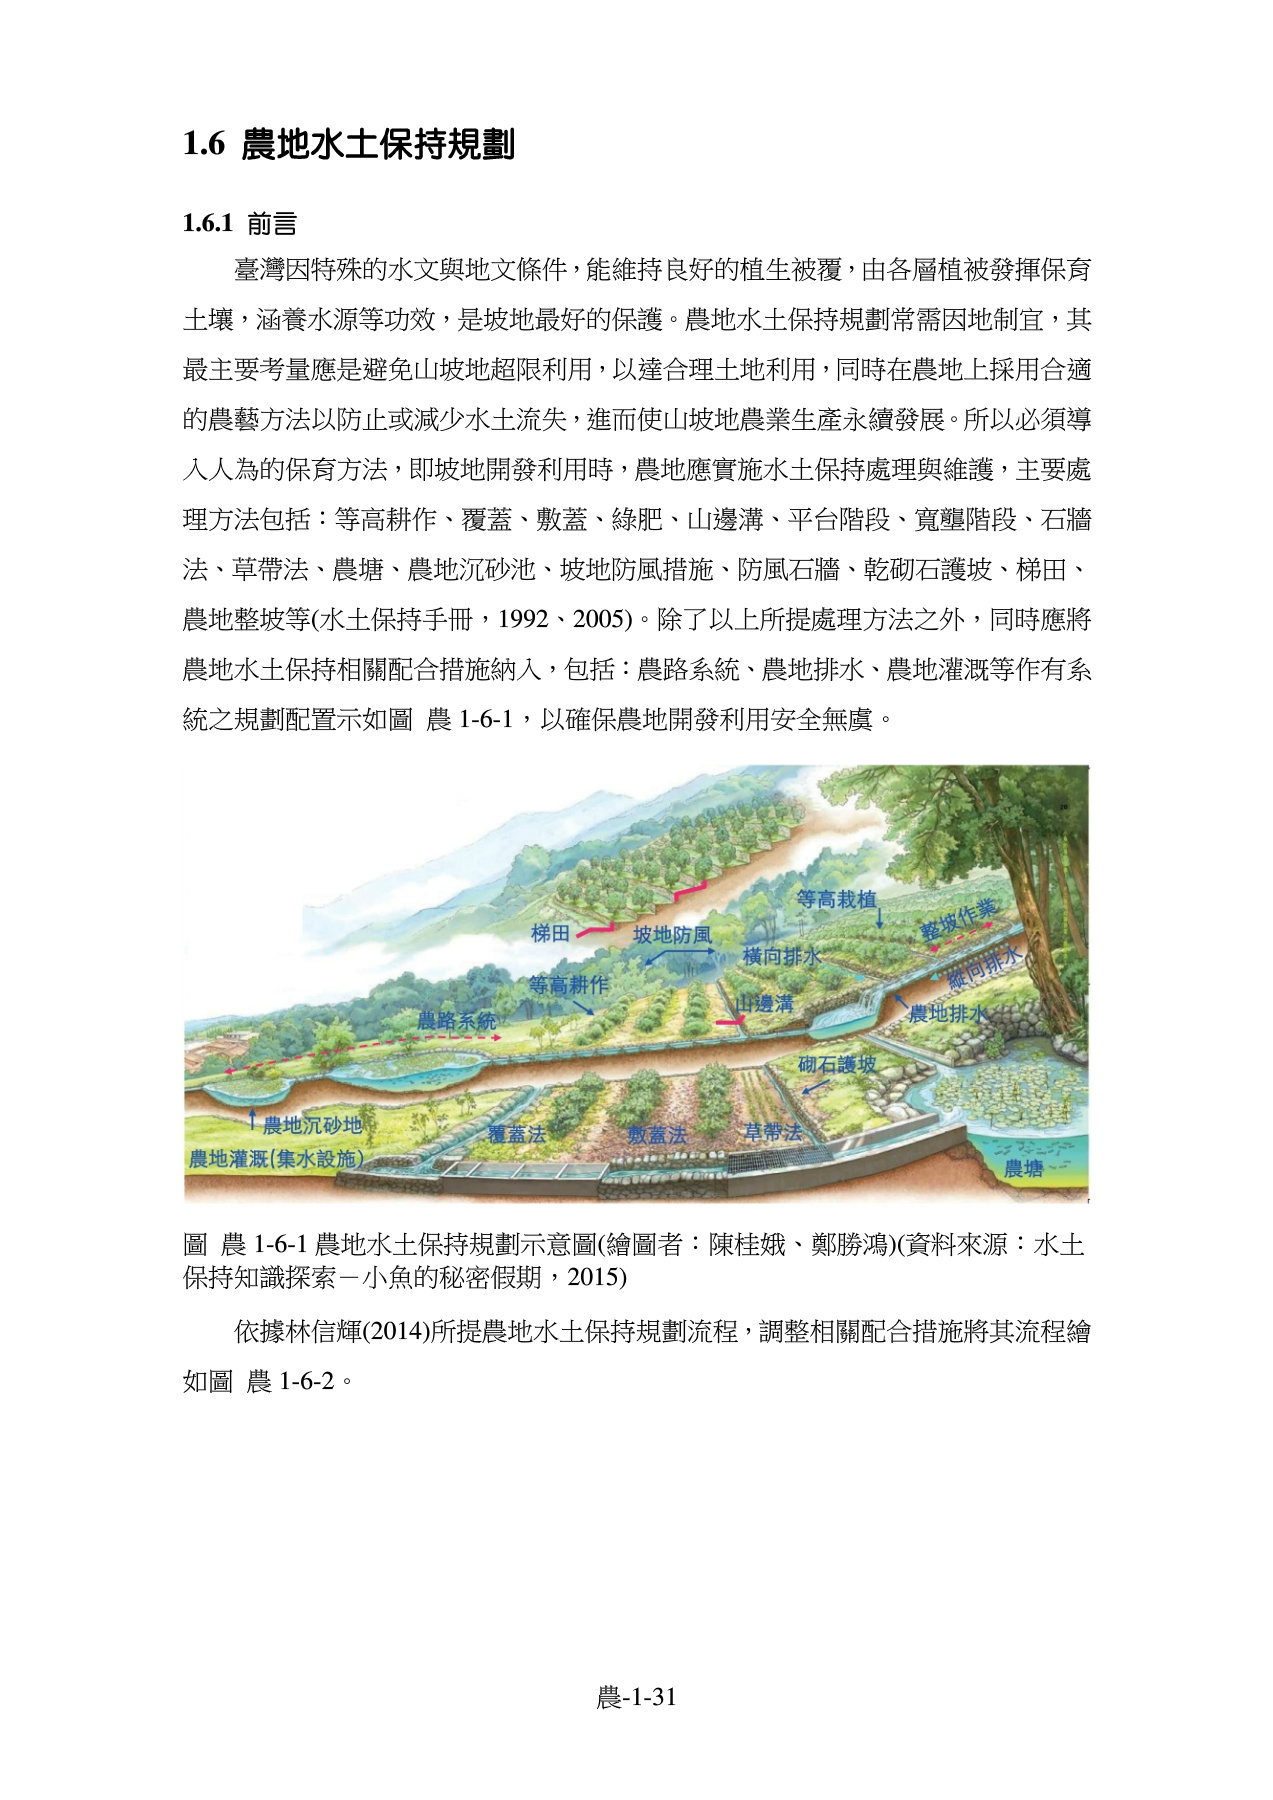 1.6 農地水土保持規劃
1.6.1 前言
臺灣因特殊的水文與地文條件，能維持良好的植生被覆，由各層植被發揮保育
土壤，涵養水源等功效，是坡地最好的保護。農地水土保持規劃常需因地制宜，其
最主要考量應是避免山坡地超限利用，以達合理土地利用，同時在農地上採用合適
的農藝方法以防止或減少水土流失，進而使山坡地農業生產永續發展。所以必須導
入人為的保育方法，即坡地開發利用時，農地應實施水土保持處理與維護，主要處
理方法包括：等高耕作、覆蓋、敷蓋、綠肥、山邊溝、平台階段、寬壟階段、石牆
法、草帶法、農塘、農地沉砂池、坡地防風措施、防風石牆、乾砌石護坡、梯田、
農地整坡等(水土保持手冊，1992、2005)。除了以上所提處理方法之外，同時應將
農地水土保持相關配合措施納入，包括：農路系統、農地排水、農地灌溉等作有系
統之規劃配置示如圖 農 1-6-1，以確保農地開發利用安全無虞。
等高栽植
整坡作業
梯田
坡地防風
橫向排水
縱向排水
等高耕作
山邊溝
農地排水
農路系統
砌石護坡
農地沉砂地
覆蓋法
敷蓋法
草帶法
農地灌溉(集水設施)
農塘
圖 農 1-6-1 農地水土保持規劃示意圖(繪圖者：陳桂娥、鄭勝鴻)(資料來源：水土
保持知識探索－小魚的秘密假期，2015)
依據林信輝(2014)所提農地水土保持規劃流程，調整相關配合措施將其流程繪
如圖 農 1-6-2。
農-1-31